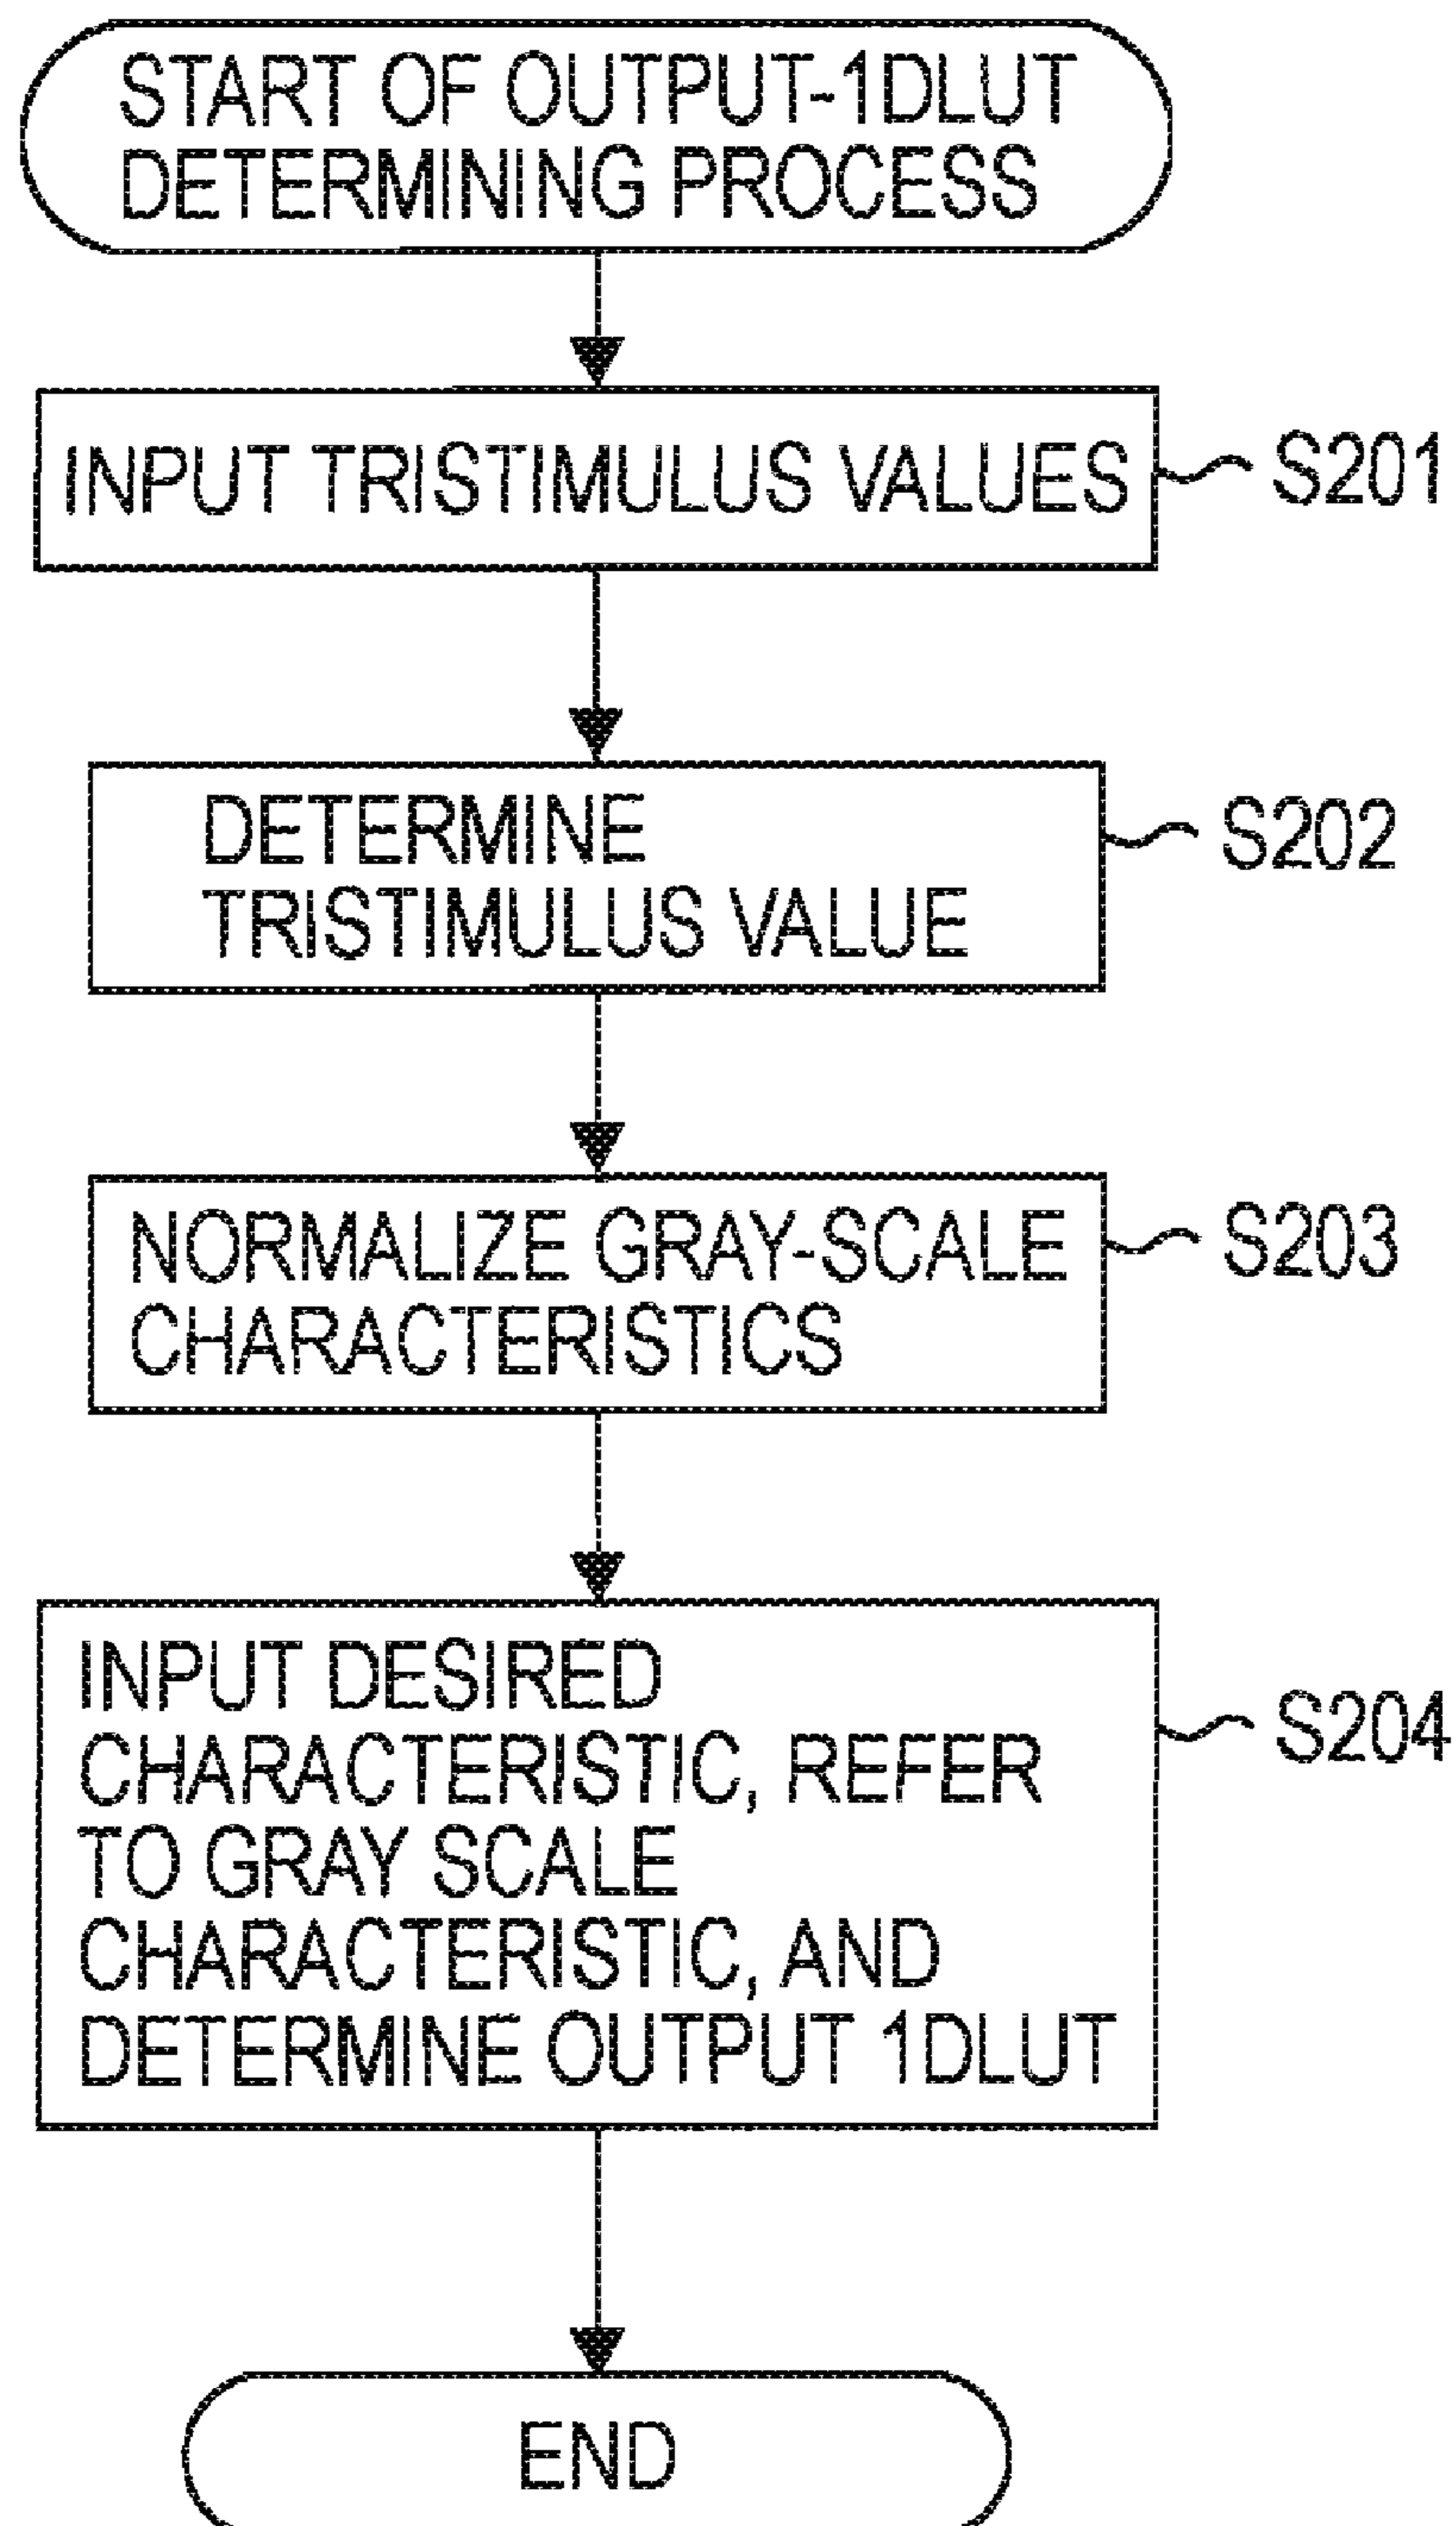 START OF OUTPUT-1DLUT
DETERMINING PROCESS
INPUT TRISTIMULUS VALUES
S201
DETERMINE
TRISTIMULUS VALUE
S202
NORMALIZE GRAY-SCALE
CHARACTERISTICS
S203
INPUT DESIRED
CHARACTERISTIC, REFER
TO GRAY SCALE
CHARACTERISTIC, AND
DETERMINE OUTPUT 1DLUT
S204
END